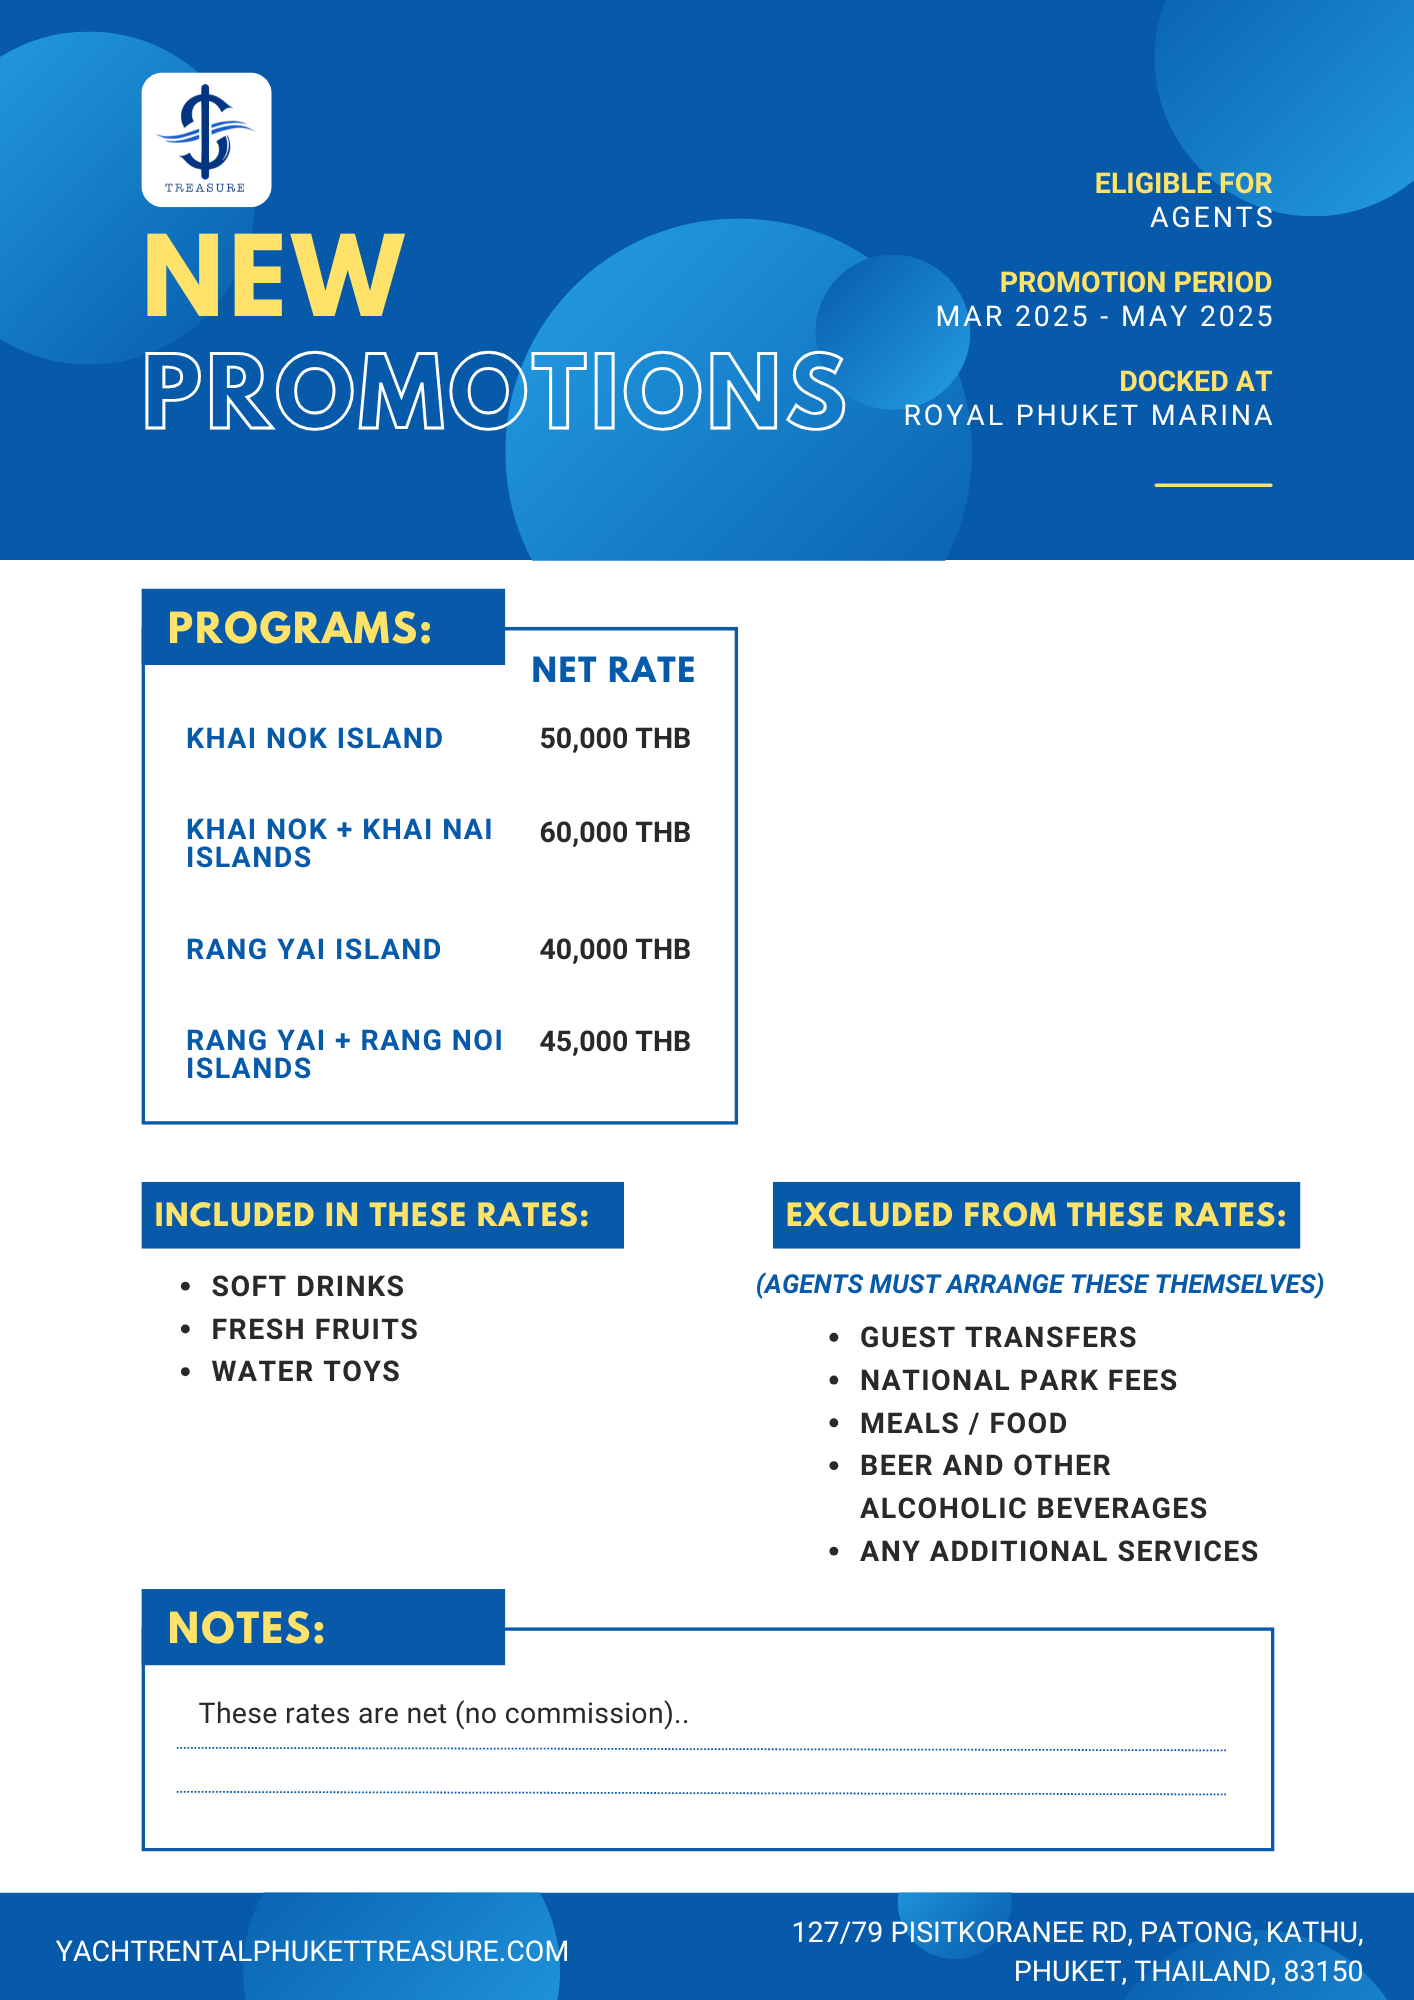 TREASURE
NEW
PROMOTIONS
ELIGIBLE FOR
AGENTS
PROMOTION PERIOD
MAR 2025 - MAY 2025
DOCKED AT
ROYAL PHUKET MARINA
PROGRAMS:
NET RATE
KHAI NOK ISLAND 50,000 THB
KHAI NOK + KHAI NAI 60,000 THB
ISLANDS
RANG YAI ISLAND 40,000 THB
RANG YAI + RANG NOI 45,000 THB
ISLANDS
INCLUDED IN THESE RATES:
• SOFT DRINKS
• FRESH FRUITS
• WATER TOYS
EXCLUDED FROM THESE RATES:
(AGENTS MUST ARRANGE THESE THEMSELVES)
• GUEST TRANSFERS
• NATIONAL PARK FEES
• MEALS / FOOD
• BEER AND OTHER
ALCOHOLIC BEVERAGES
• ANY ADDITIONAL SERVICES
NOTES:
These rates are net (no commission)..
YACHTRENTALPHUKETTREASURE.COM
127/79 PISITKORANEE RD, PATONG, KATHU,
PHUKET, THAILAND, 83150